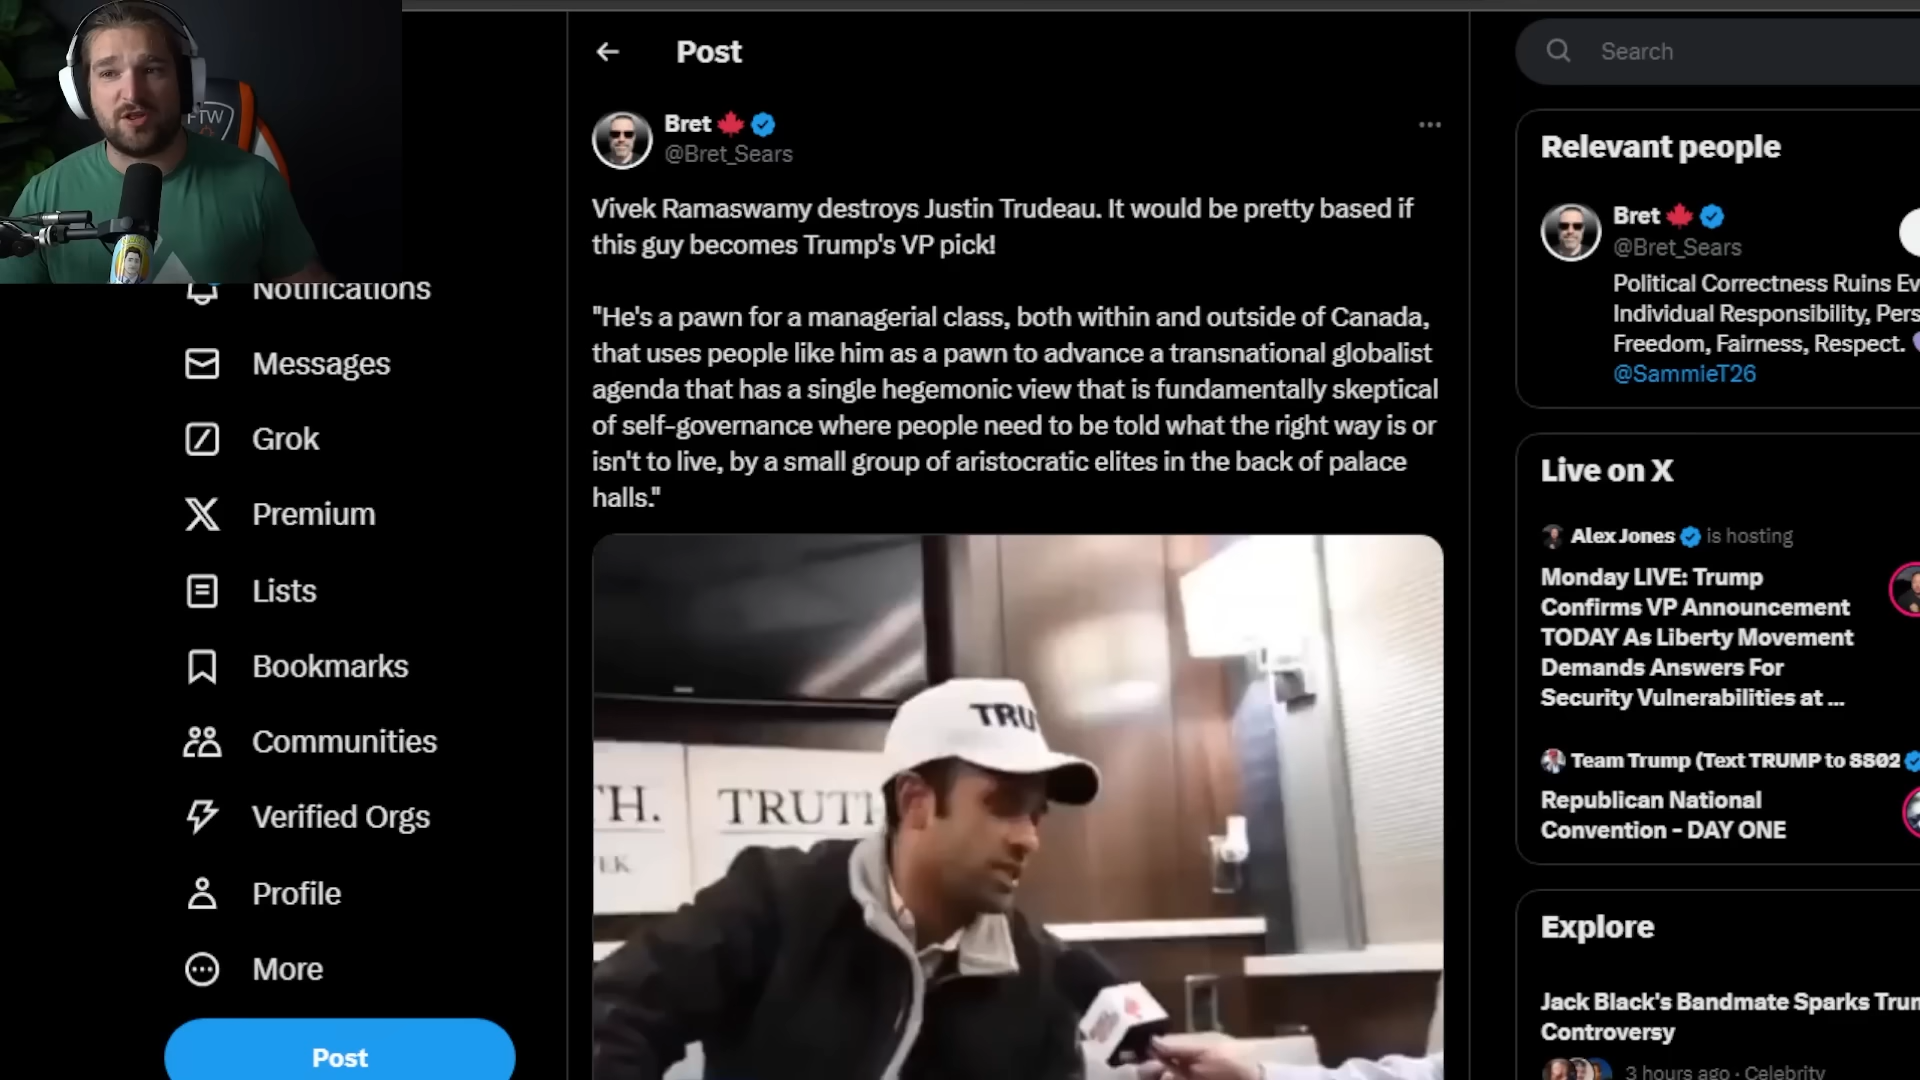 FTW
Notifications
Messages
Grok
Premium
Lists
Bookmarks
Communities
Verified Orgs
Profile
More
Post
Post
Bret
@Bret_Sears
Vivek Ramaswamy destroys Justin Trudeau. It would be pretty based if
this guy becomes Trump's VP pick!
"He's a pawn for a managerial class, both within and outside of Canada,
that uses people like him as a pawn to advance a transnational globalist
agenda that has a single hegemonic view that is fundamentally skeptical
of self-governance where people need to be told what the right way is or
isn't to live, by a small group of aristocratic elites in the back of palace
halls."
TRU
TH.
TRUTH
EK
Search
Relevant people
Bret
@Bret_Sears
Political Correctness Ruins Ev
Individual Responsibility, Pers
Freedom, Fairness, Respect.
@SammieT26
Live on X
Alex Jones is hosting
Monday LIVE: Trump
Confirms VP Announcement
TODAY As Liberty Movement
Demands Answers For
Security Vulnerabilities at ...
Team Trump (Text TRUMP to 8802
Republican National
Convention - DAY ONE
Explore
Jack Black's Bandmate Sparks Trum
Controversy
3 hours ago · Celebrity